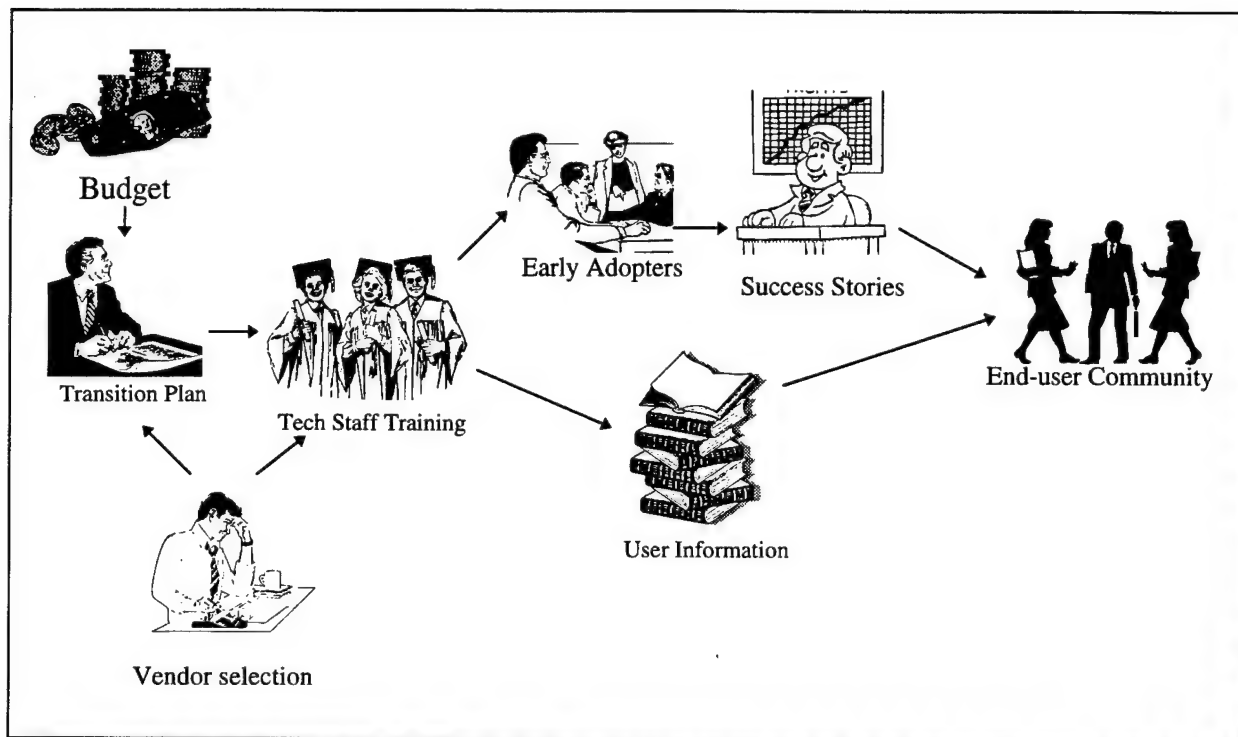 Budget
Early Adopters
Success Stories
Transition Plan
Tech Staff Training
End-user Community
User Information
Vendor selection